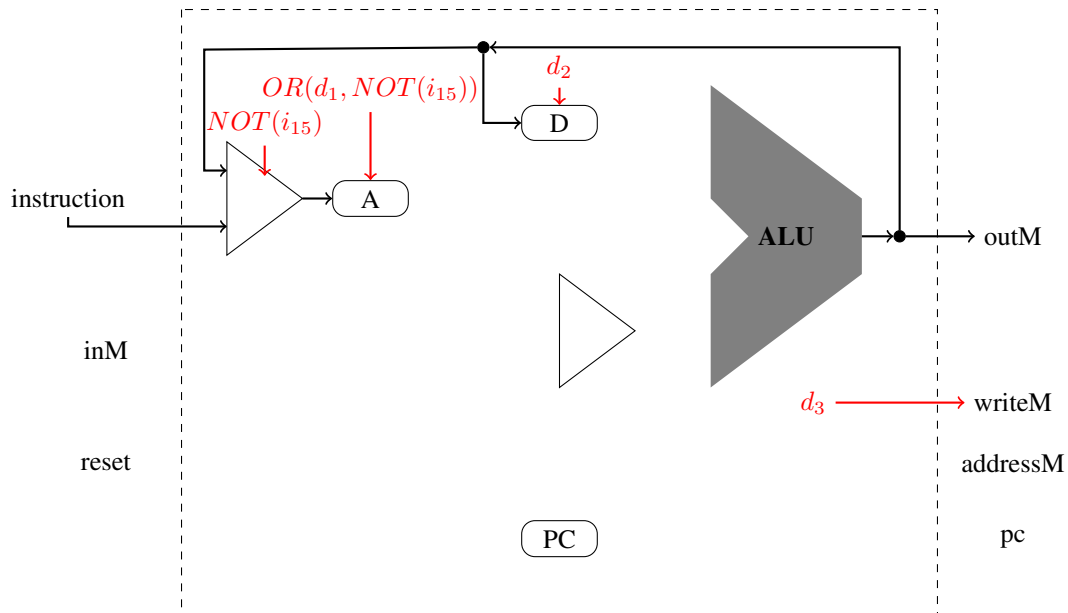 d₂
OR(d₁, NOT(i₁₅))
NOT(i₁₅)
D
instruction
A
ALU
outM
inM
d₃
writeM
reset
addressM
PC
pc